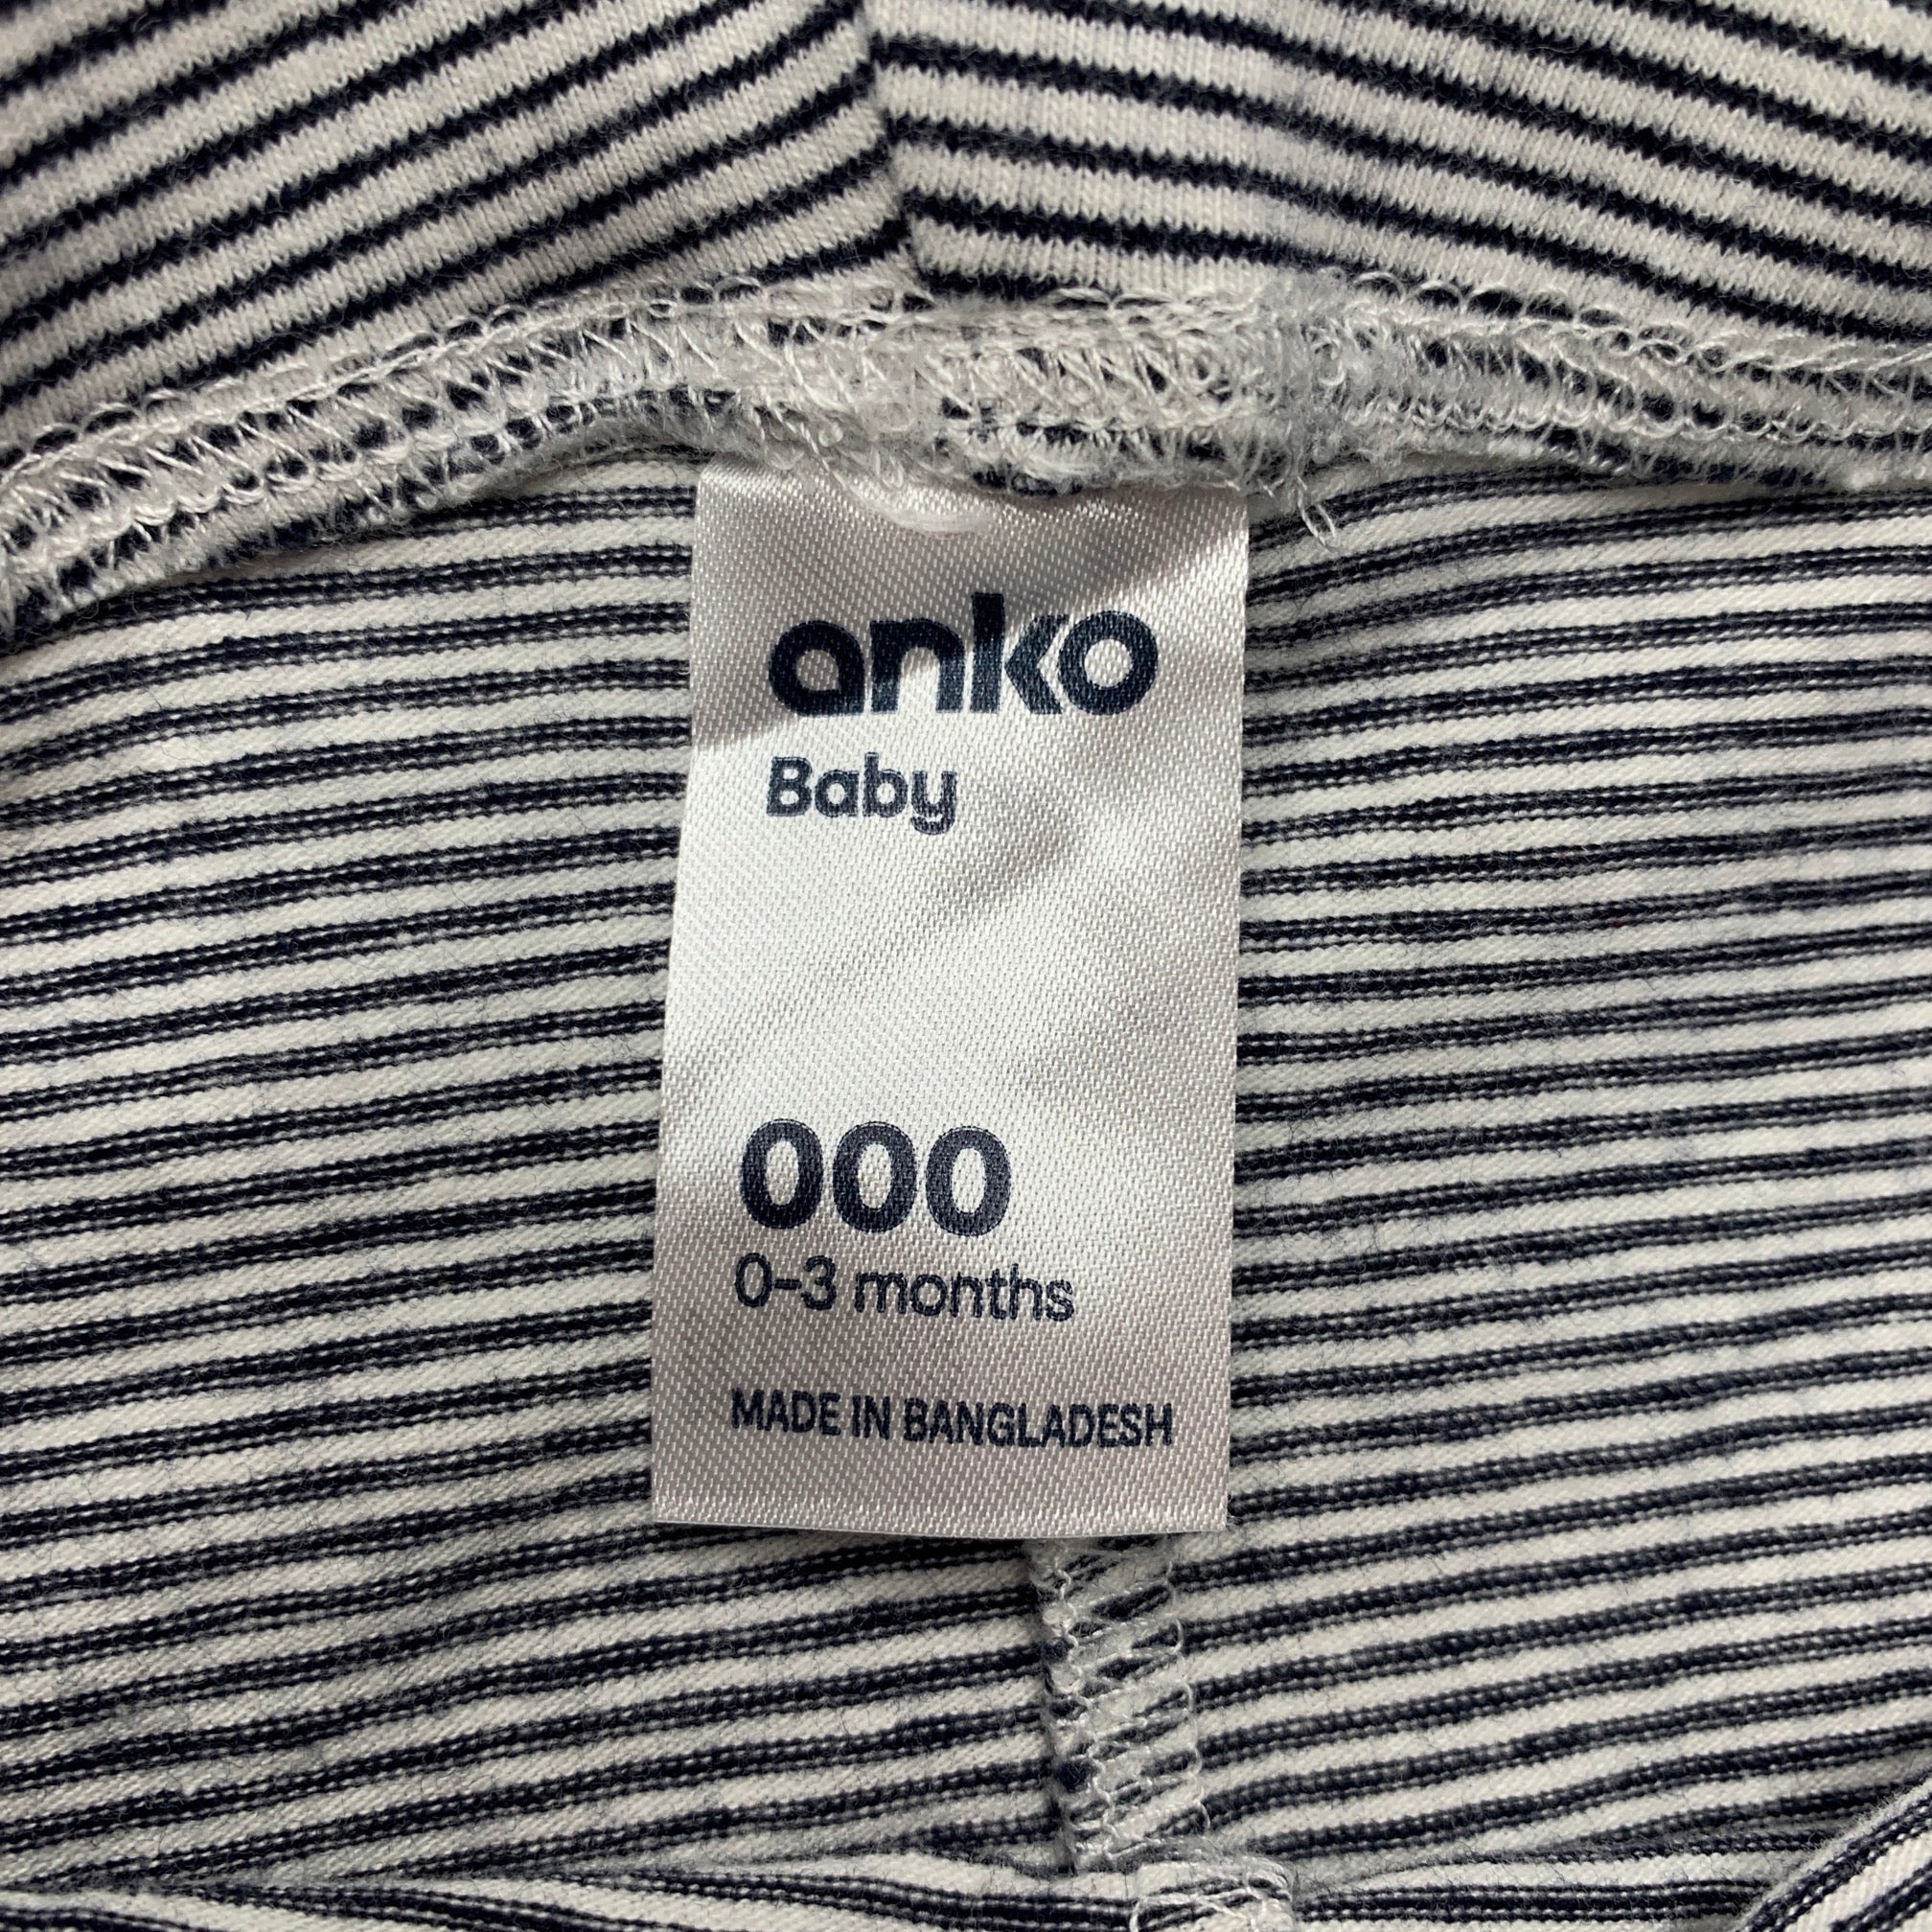 anko
Baby
000
0-3 months
MADE IN BANGLADESH